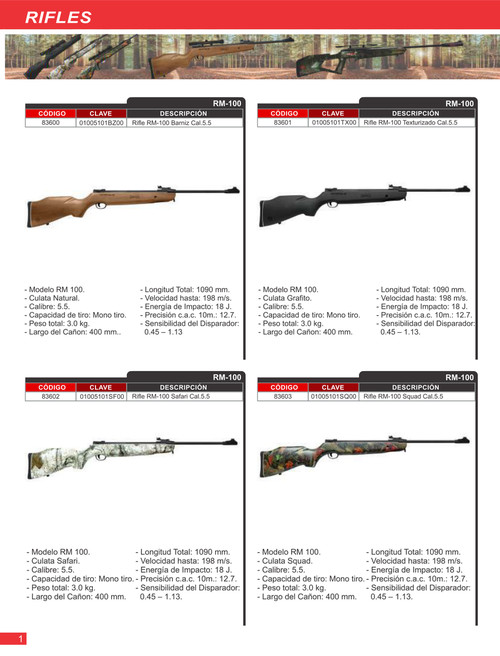 RIFLES
RM-100
CÓDIGO CLAVE DESCRIPCIÓN
83600 01005101BZ00 Rifle RM-100 Barniz Cal.5.5
- Modelo RM 100.
- Culata Natural.
- Calibre: 5.5.
- Capacidad de tiro: Mono tiro.
- Peso total: 3.0 kg.
- Largo del Cañon: 400 mm..
- Longitud Total: 1090 mm.
- Velocidad hasta: 198 m/s.
- Energía de Impacto: 18 J.
- Precisión c.a.c. 10m.: 12.7.
- Sensibilidad del Disparador:
0.45 – 1.13
RM-100
CÓDIGO CLAVE DESCRIPCIÓN
83601 01005101TX00 Rifle RM-100 Texturizado Cal.5.5
- Modelo RM 100.
- Culata Grafito.
- Calibre: 5.5.
- Capacidad de tiro: Mono tiro.
- Peso total: 3.0 kg.
- Largo del Cañon: 400 mm.
- Longitud Total: 1090 mm.
- Velocidad hasta: 198 m/s.
- Energía de Impacto: 18 J.
- Precisión c.a.c. 10m.: 12.7.
- Sensibilidad del Disparador:
0.45 – 1.13.
RM-100
CÓDIGO CLAVE DESCRIPCIÓN
83602 01005101SF00 Rifle RM-100 Safari Cal.5.5
- Modelo RM 100.
- Culata Safari.
- Calibre: 5.5.
- Capacidad de tiro: Mono tiro.
- Peso total: 3.0 kg.
- Largo del Cañon: 400 mm.
- Longitud Total: 1090 mm.
- Velocidad hasta: 198 m/s.
- Energía de Impacto: 18 J.
- Precisión c.a.c. 10m.: 12.7.
- Sensibilidad del Disparador:
0.45 – 1.13.
RM-100
CÓDIGO CLAVE DESCRIPCIÓN
83603 01005101SQ00 Rifle RM-100 Squad Cal.5.5
- Modelo RM 100.
- Culata Squad.
- Calibre: 5.5.
- Capacidad de tiro: Mono tiro.
- Peso total: 3.0 kg.
- Largo del Cañon: 400 mm.
- Longitud Total: 1090 mm.
- Velocidad hasta: 198 m/s.
- Energía de Impacto: 18 J.
- Precisión c.a.c. 10m.: 12.7.
- Sensibilidad del Disparador:
0.45 – 1.13.
1